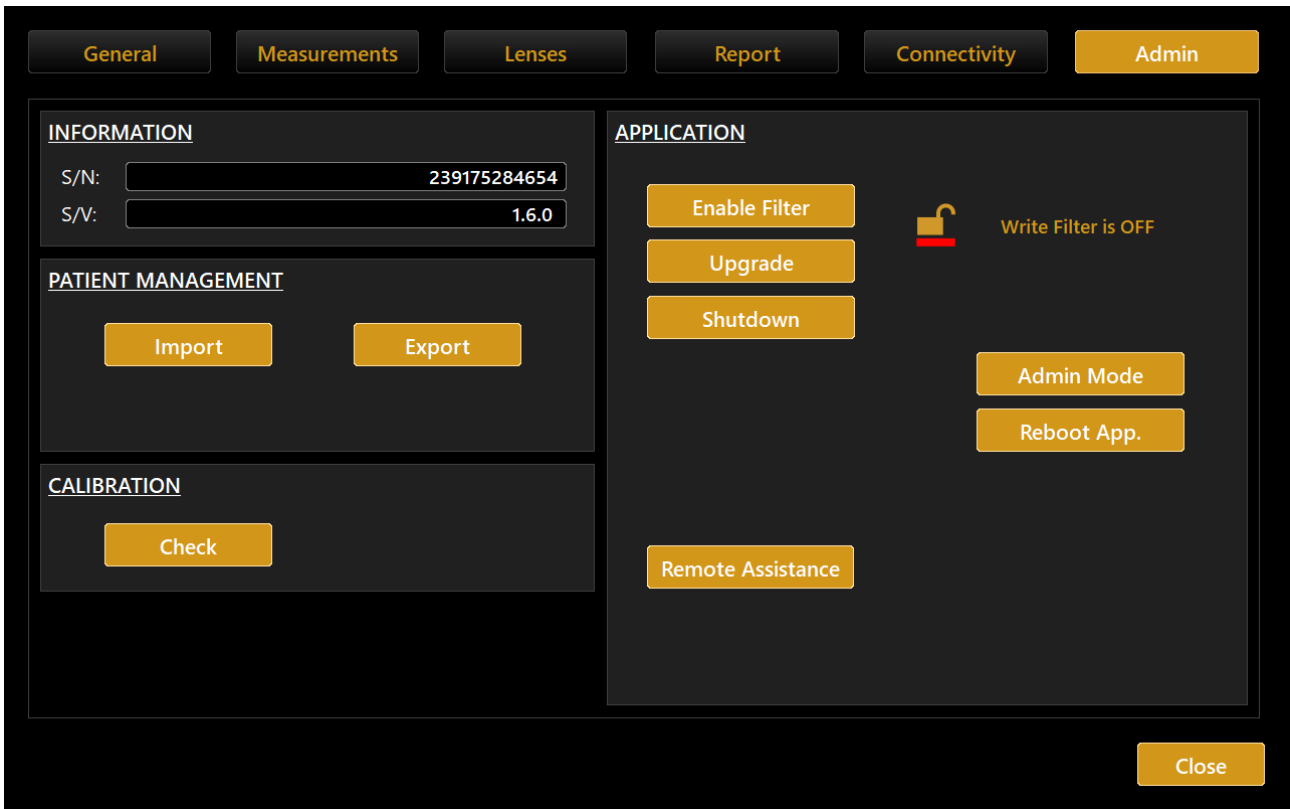 General
Measurements
Lenses
Report
Connectivity
Admin
INFORMATION
S/N: 239175284654
S/V: 1.6.0
PATIENT MANAGEMENT
Import
Export
CALIBRATION
Check
APPLICATION
Enable Filter
Write Filter is OFF
Upgrade
Shutdown
Admin Mode
Reboot App.
Remote Assistance
Close